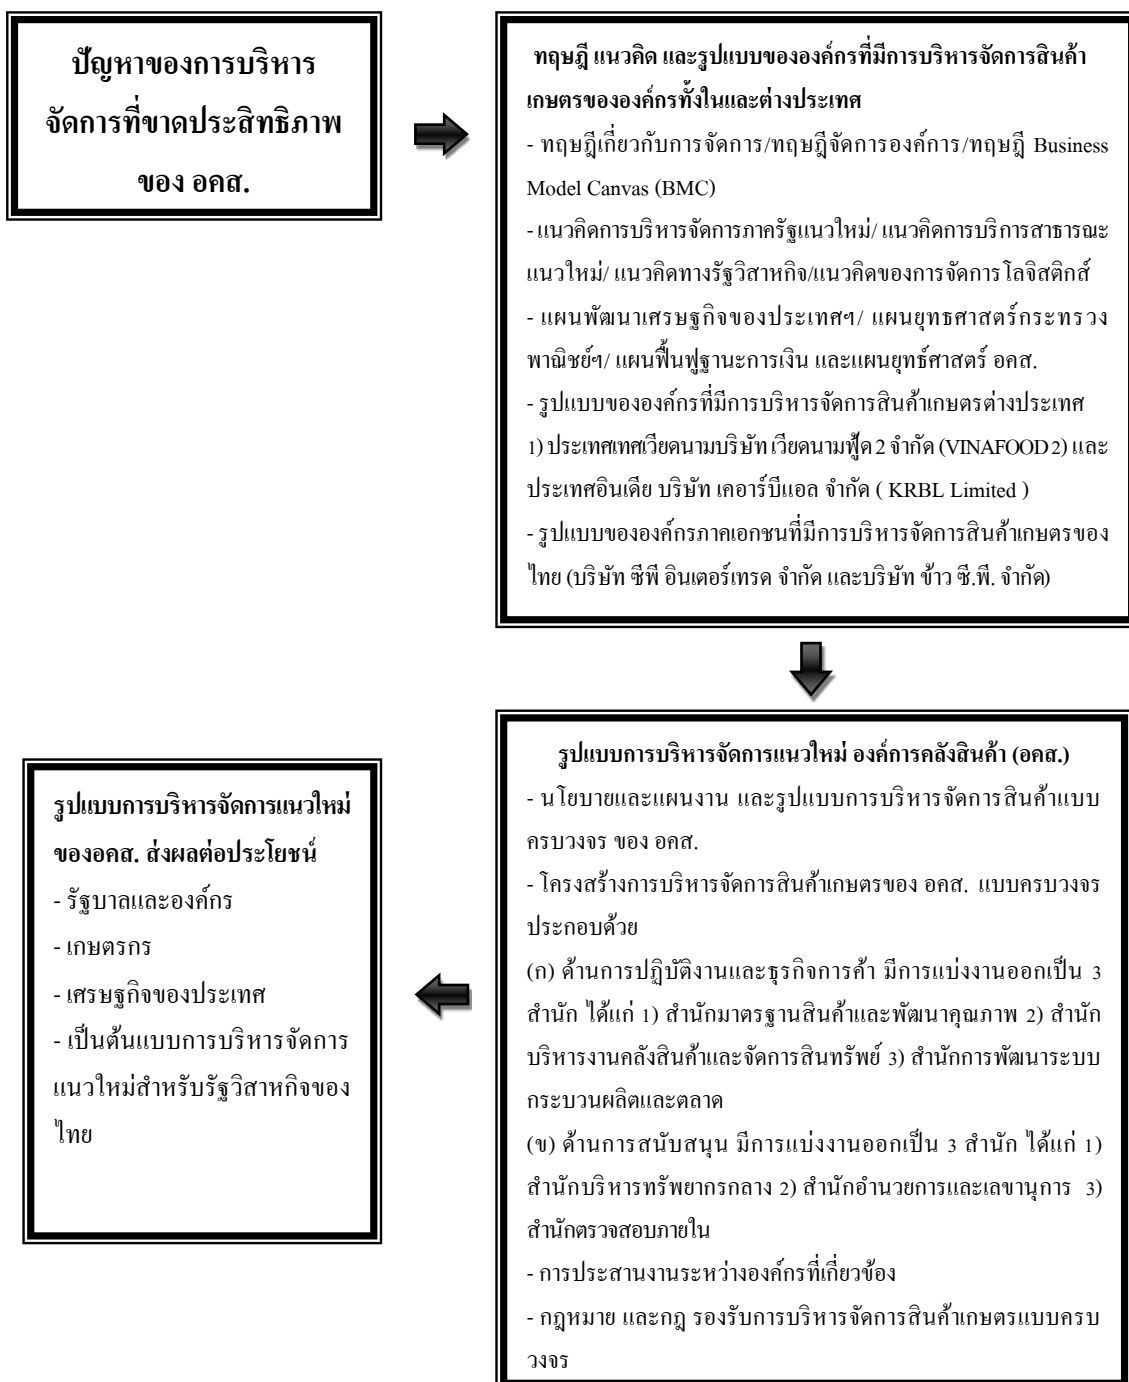 ปัญหาของการบริหาร
จัดการที่ขาดประสิทธิภาพ
ของ อคส.
ทฤษฎี แนวคิด และรูปแบบขององค์กรที่มีการบริหารจัดการสินค้า
เกษตรขององค์กรทั้งในและต่างประเทศ
- ทฤษฎีเกี่ยวกับการจัดการ/ทฤษฎีจัดการองค์การ/ทฤษฎี Business
Model Canvas (BMC)
- แนวคิดการบริหารจัดการภาครัฐแนวใหม่/ แนวคิดการบริการสาธารณะ
แนวใหม่/ แนวคิดทางรัฐวิสาหกิจ/แนวคิดของการจัดการโลจิสติกส์
- แผนพัฒนาเศรษฐกิจของประเทศฯ/ แผนยุทธศาสตร์กระทรวง
พาณิชย์ฯ/ แผนฟื้นฟูฐานะการเงิน และแผนยุทธ์ศาสตร์ อคส.
- รูปแบบขององค์กรที่มีการบริหารจัดการสินค้าเกษตรต่างประเทศ
1) ประเทศเทศเวียดนามบริษัท เวียดนามฟู้ด 2 จำกัด (VINAFOOD 2) และ
ประเทศอินเดีย บริษัท เคอาร์บีแอล จำกัด ( KRBL Limited )
- รูปแบบขององค์กรภาคเอกชนที่มีการบริหารจัดการสินค้าเกษตรของ
ไทย (บริษัท ซีพี อินเตอร์เทรด จำกัด และบริษัท ข้าว ซี.พี. จำกัด)
รูปแบบการบริหารจัดการแนวใหม่ องค์การคลังสินค้า (อคส.)
- นโยบายและแผนงาน และรูปแบบการบริหารจัดการสินค้าแบบ
ครบวงจร ของ อคส.
- โครงสร้างการบริหารจัดการสินค้าเกษตรของ อคส. แบบครบวงจร
ประกอบด้วย
(ก) ด้านการปฏิบัติงานและธุรกิจการค้า มีการแบ่งงานออกเป็น 3
สำนัก ได้แก่ 1) สำนักมาตรฐานสินค้าและพัฒนาคุณภาพ 2) สำนัก
บริหารงานคลังสินค้าและจัดการสินทรัพย์ 3) สำนักการพัฒนาระบบ
กระบวนผลิตและตลาด
(ข) ด้านการสนับสนุน มีการแบ่งงานออกเป็น 3 สำนัก ได้แก่ 1)
สำนักบริหารทรัพยากรกลาง 2) สำนักอำนวยการและเลขานุการ 3)
สำนักตรวจสอบภายใน
- การประสานงานระหว่างองค์กรที่เกี่ยวข้อง
- กฎหมาย และกฎ รองรับการบริหารจัดการสินค้าเกษตรแบบครบ
วงจร
รูปแบบการบริหารจัดการแนวใหม่
ของอคส. ส่งผลต่อประโยชน์
- รัฐบาลและองค์กร
- เกษตรกร
- เศรษฐกิจของประเทศ
- เป็นต้นแบบการบริหารจัดการ
แนวใหม่สำหรับรัฐวิสาหกิจของ
ไทย